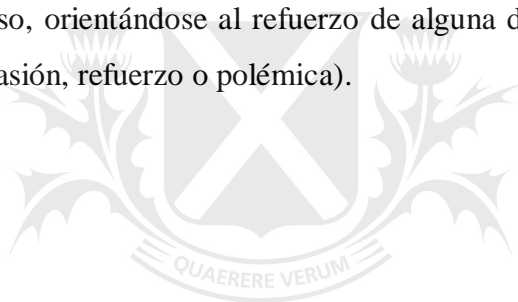 so, orientándose al refuerzo de alguna d
asión, refuerzo o polémica).
QUAERERE VERUM